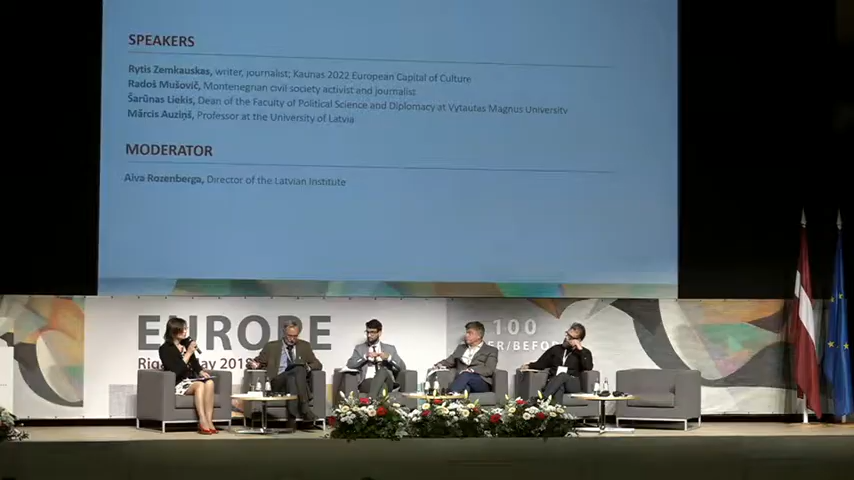 SPEAKERS
Rytis Zemkauskas, writer, journalist; Kaunas 2022 European Capital of Culture
Radoš Mušovič, Montenegrian civil society activist and journalist
Šarūnas Liekis, Dean of the Faculty of Political Science and Diplomacy at Vytautas Magnus University
Mārcis Auziņš, Professor at the University of Latvia
MODERATOR
Aiva Rozenberga, Director of the Latvian Institute
EUROPE
100